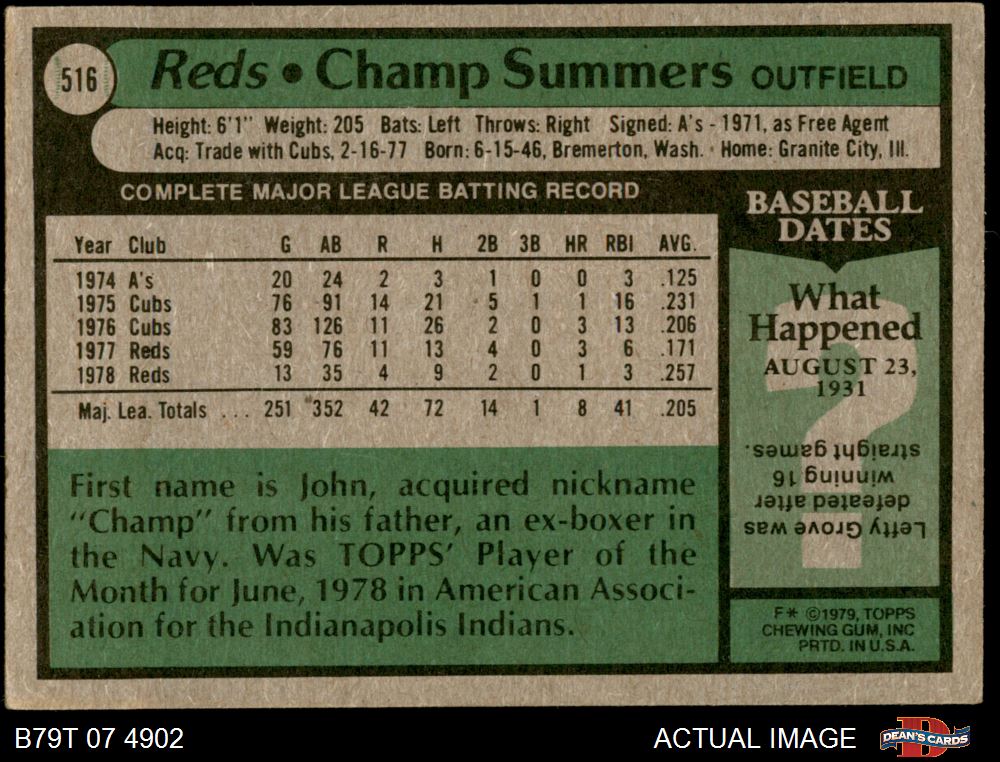 516
Reds • Champ Summers OUTFIELD
Height: 6'1" Weight: 205 Bats: Left Throws: Right Signed: A's - 1971, as Free Agent
Acq: Trade with Cubs, 2-16-77 Born: 6-15-46, Bremerton, Wash. · Home: Granite City, Ill.
COMPLETE MAJOR LEAGUE BATTING RECORD
Year Club G AB R H 2B 3B HR RBI AVG.
1974 A's 20 24 2 3 1 0 0 3 .125
1975 Cubs 76 91 14 21 5 1 1 16 .231
1976 Cubs 83 126 11 26 2 0 3 13 .206
1977 Reds 59 76 11 13 4 0 3 6 .171
1978 Reds 13 35 4 9 2 0 1 3 .257
Maj. Lea. Totals ... 251 352 42 72 14 1 8 41 .205
First name is John, acquired nickname
"Champ" from his father, an ex-boxer in
the Navy. Was TOPPS' Player of the
Month for June, 1978 in American Associ-
ation for the Indianapolis Indians.
BASEBALL
DATES
What
Happened
AUGUST 23,
1931
?
Lefty Grove was
defeated after
winning 16
straight games.
F* ©1979, TOPPS
CHEWING GUM, INC
PRTD. IN U.S.A.
B79T 07 4902
ACTUAL IMAGE
D
DEAN'S CARDS